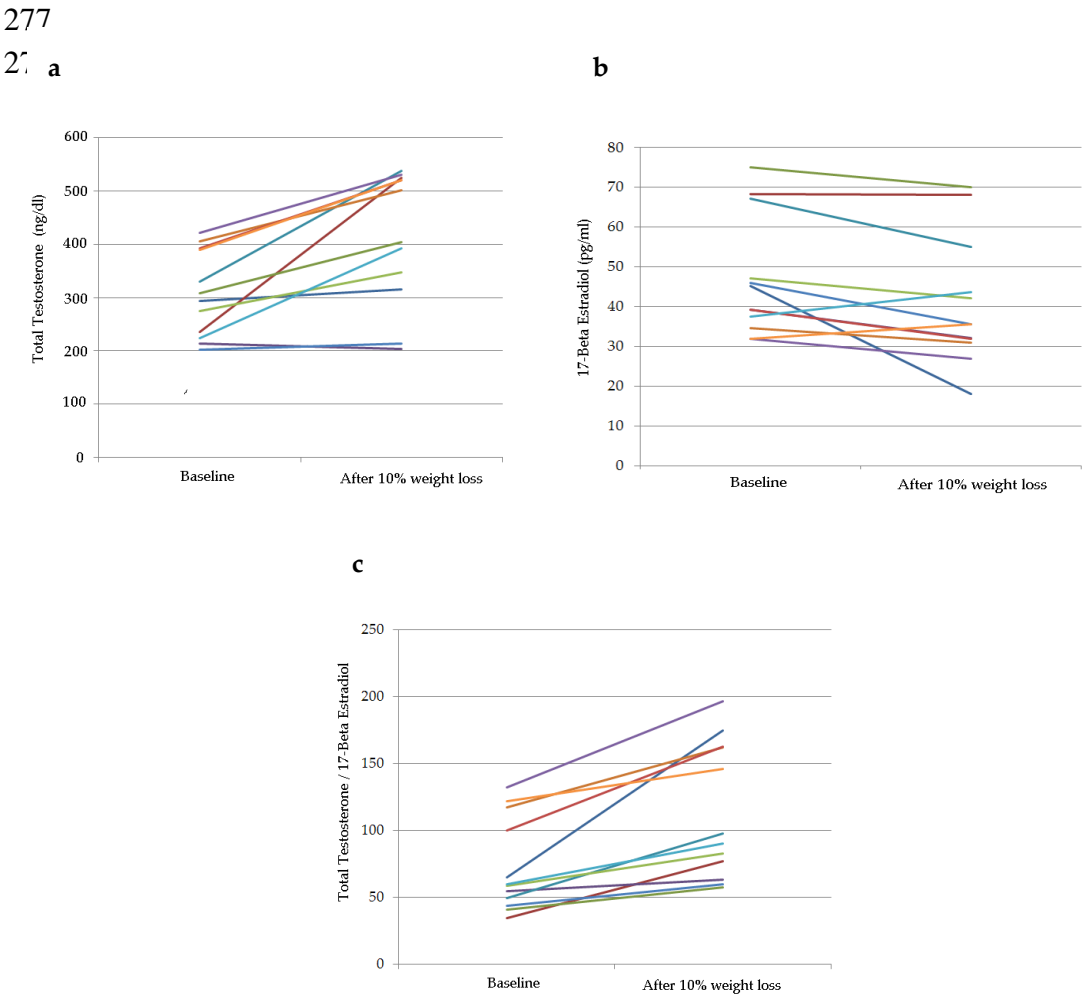 277
27
a
b
600
500
400
300
200
100
0
Total Testosterone (ng/dl)
Baseline
After 10% weight loss
80
70
60
50
40
30
20
10
0
17-Beta Estradiol (pg/ml)
Baseline
After 10% weight loss
c
250
200
150
100
50
0
Total Testosterone / 17-Beta Estradiol
Baseline
After 10% weight loss